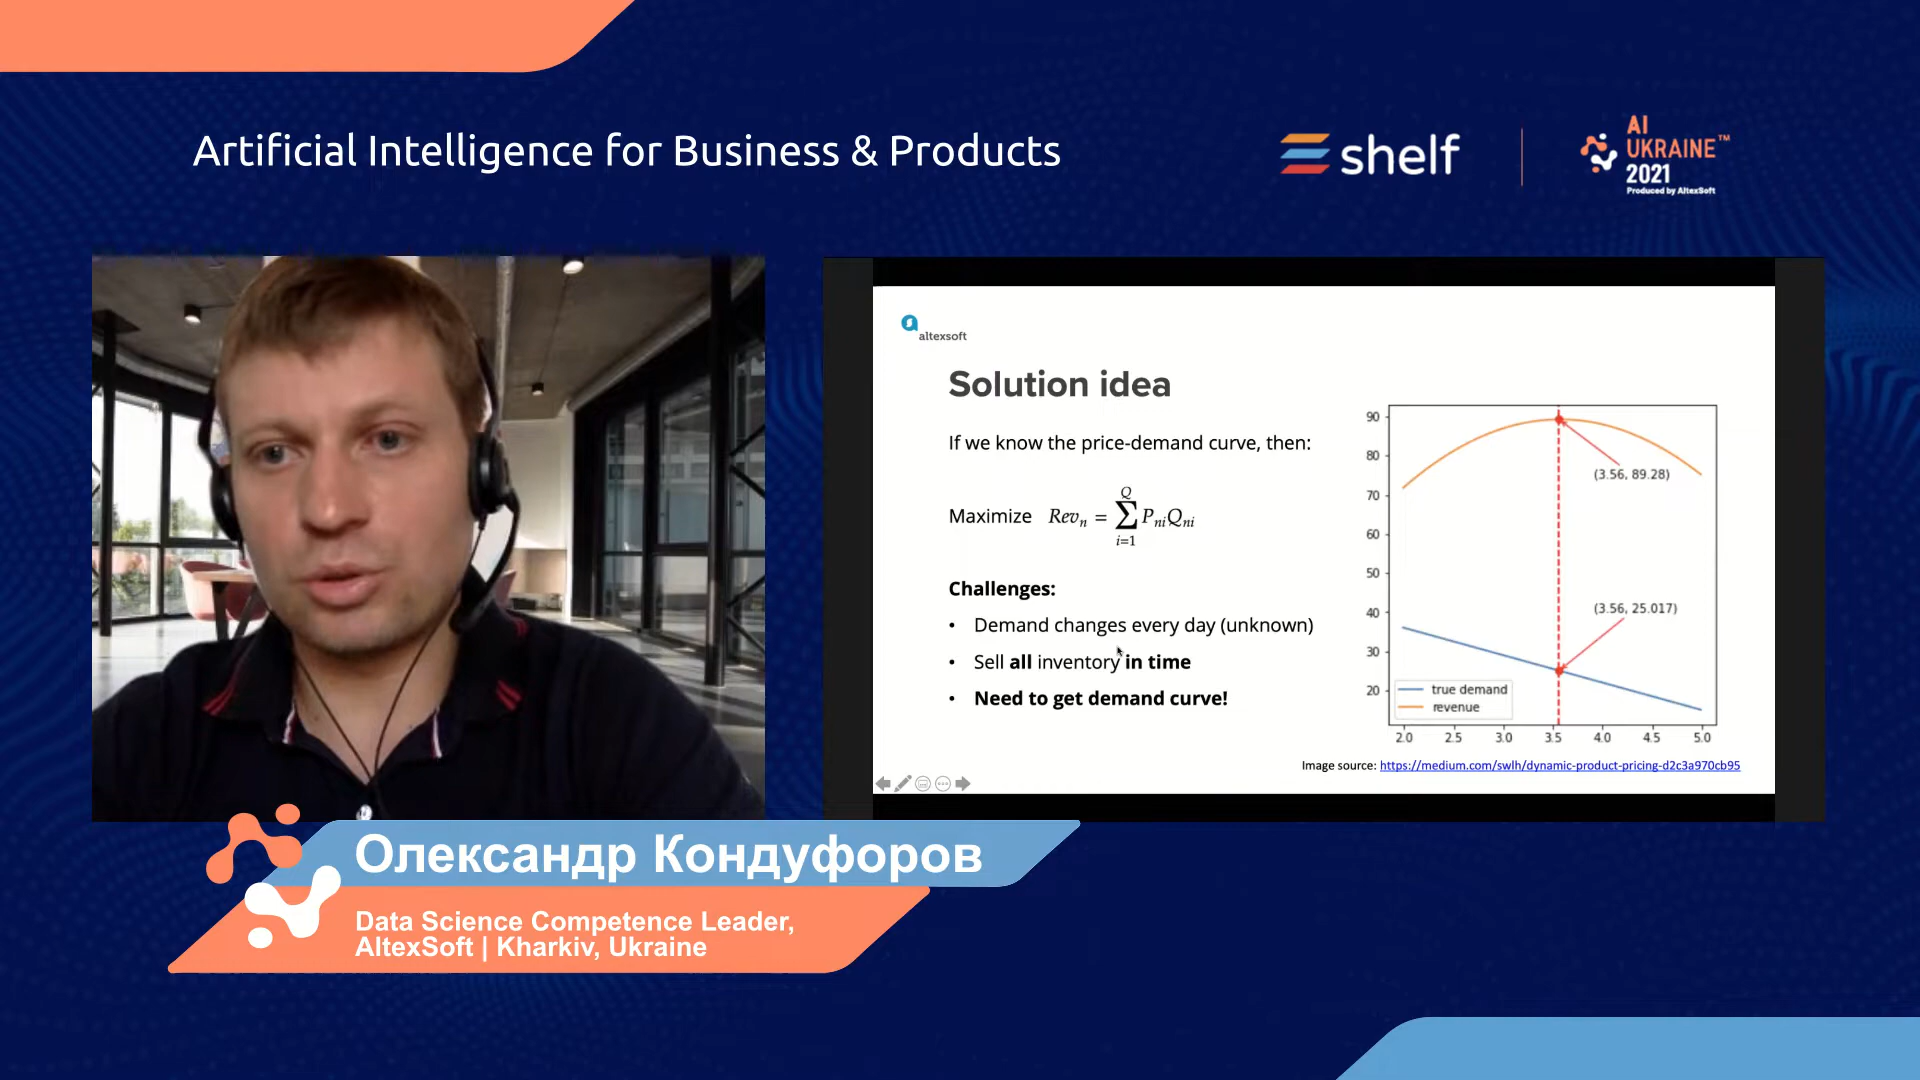 Artificial Intelligence for Business & Products
shelf
AI
UKRAINE™
2021
Produced by AltexSoft
altexsoft
Solution idea
If we know the price-demand curve, then:
Maximize Revₙ = ∑ PₙᵢQₙᵢ
Q
i=1
Challenges:
• Demand changes every day (unknown)
• Sell all inventory in time
• Need to get demand curve!
90
80
70
60
50
40
30
20
(3.56, 89.28)
(3.56, 25.017)
true demand
revenue
2.0 2.5 3.0 3.5 4.0 4.5 5.0
Image source: https://medium.com/swlh/dynamic-product-pricing-d2c3a970cb95
Олександр Кондуфоров
Data Science Competence Leader,
AltexSoft | Kharkiv, Ukraine